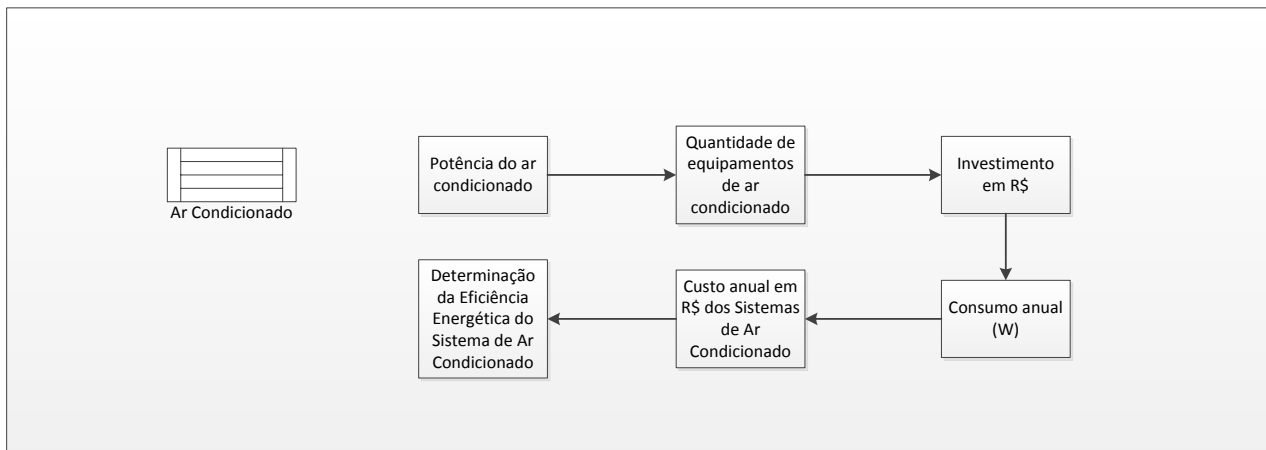 Ar Condicionado
Potência do ar
condicionado
Quantidade de
equipamentos
de ar
condicionado
Investimento
em R$
Consumo anual
(W)
Custo anual em
R$ dos Sistemas
de Ar
Condicionado
Determinação
da Eficiência
Energética do
Sistema de Ar
Condicionado